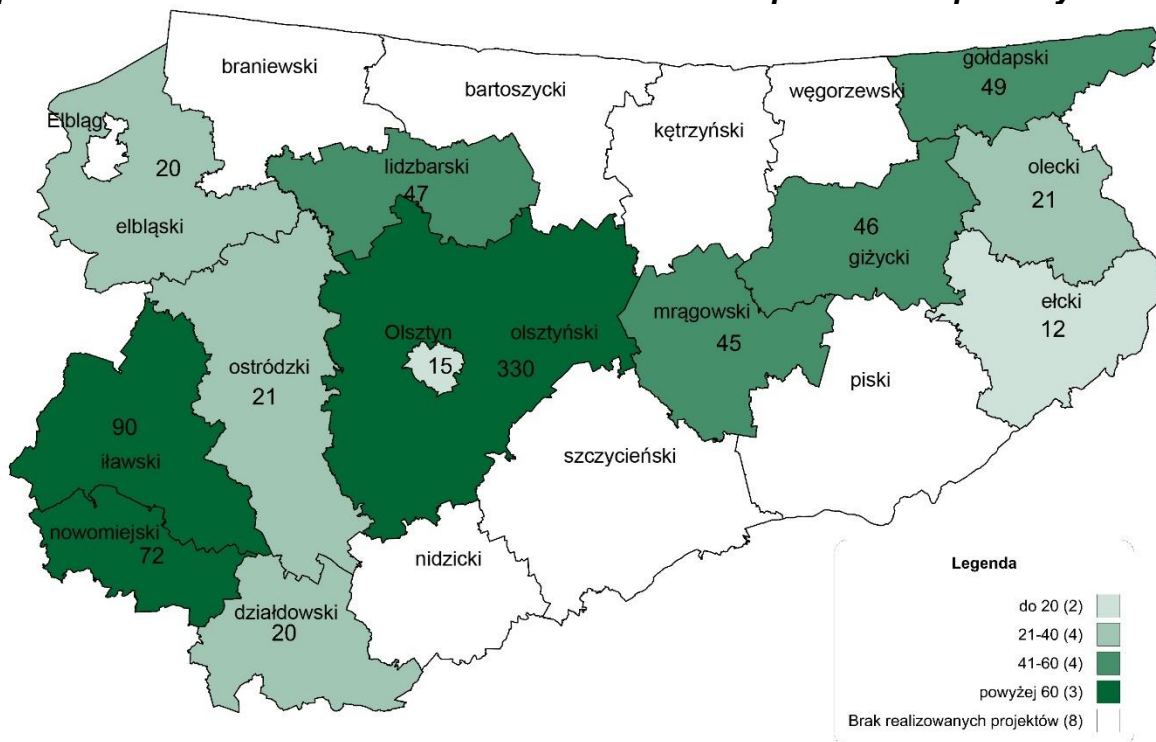 braniewski
bartoszycki
węgorzewski
gołdapski
49
kętrzyński
Elbląg
20
elbląski
lidzbarski
47
olecki
21
46
giżycki
ełcki
12
mrągowski
45
Olsztyn
15
olsztyński
330
ostródzki
21
piski
90
iławski
szczycieński
nowomiejski
72
nidzicki
działdowski
20
Legenda
do 20 (2)
21-40 (4)
41-60 (4)
powyżej 60 (3)
Brak realizowanych projektów (8)